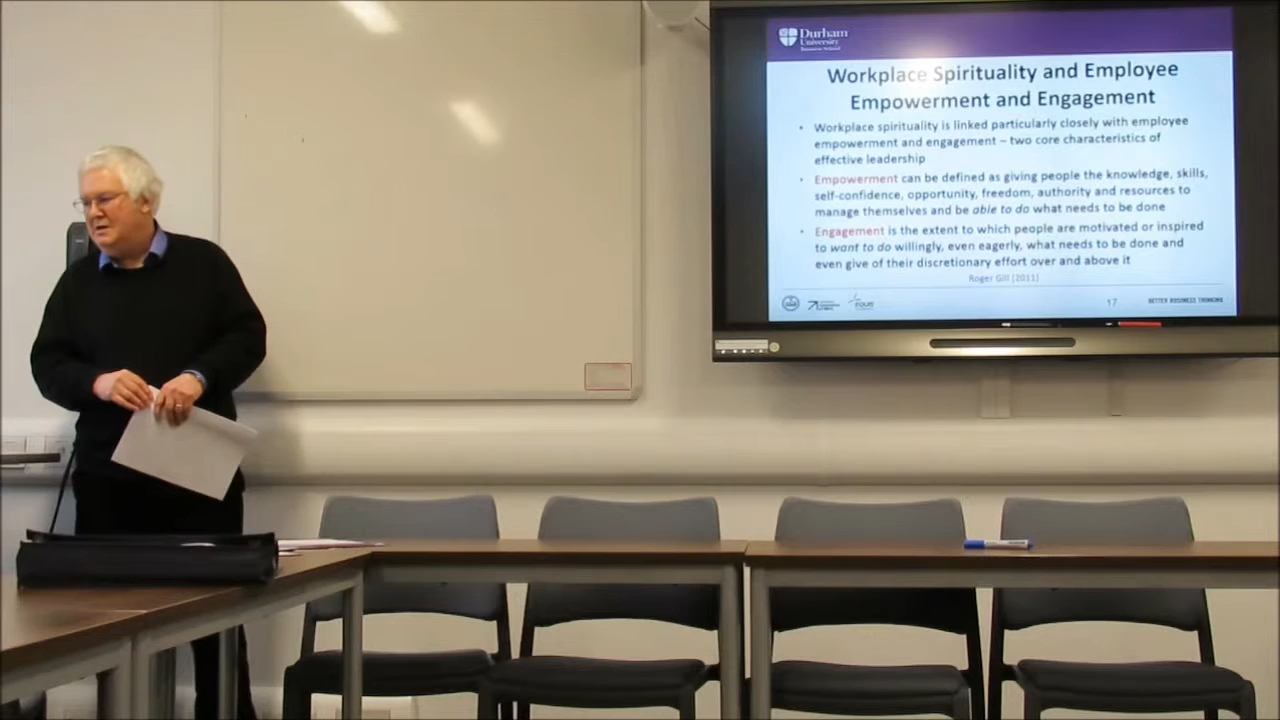 Durham
University
Business School
Workplace Spirituality and Employee
Empowerment and Engagement
• Workplace spirituality is linked particularly closely with employee
empowerment and engagement – two core characteristics of
effective leadership
• Empowerment can be defined as giving people the knowledge, skills,
self-confidence, opportunity, freedom, authority and resources to
manage themselves and be able to do what needs to be done
• Engagement is the extent to which people are motivated or inspired
to want to do willingly, even eagerly, what needs to be done and
even give of their discretionary effort over and above it
Roger Gill (2011)
17
BETTER BUSINESS THINKING